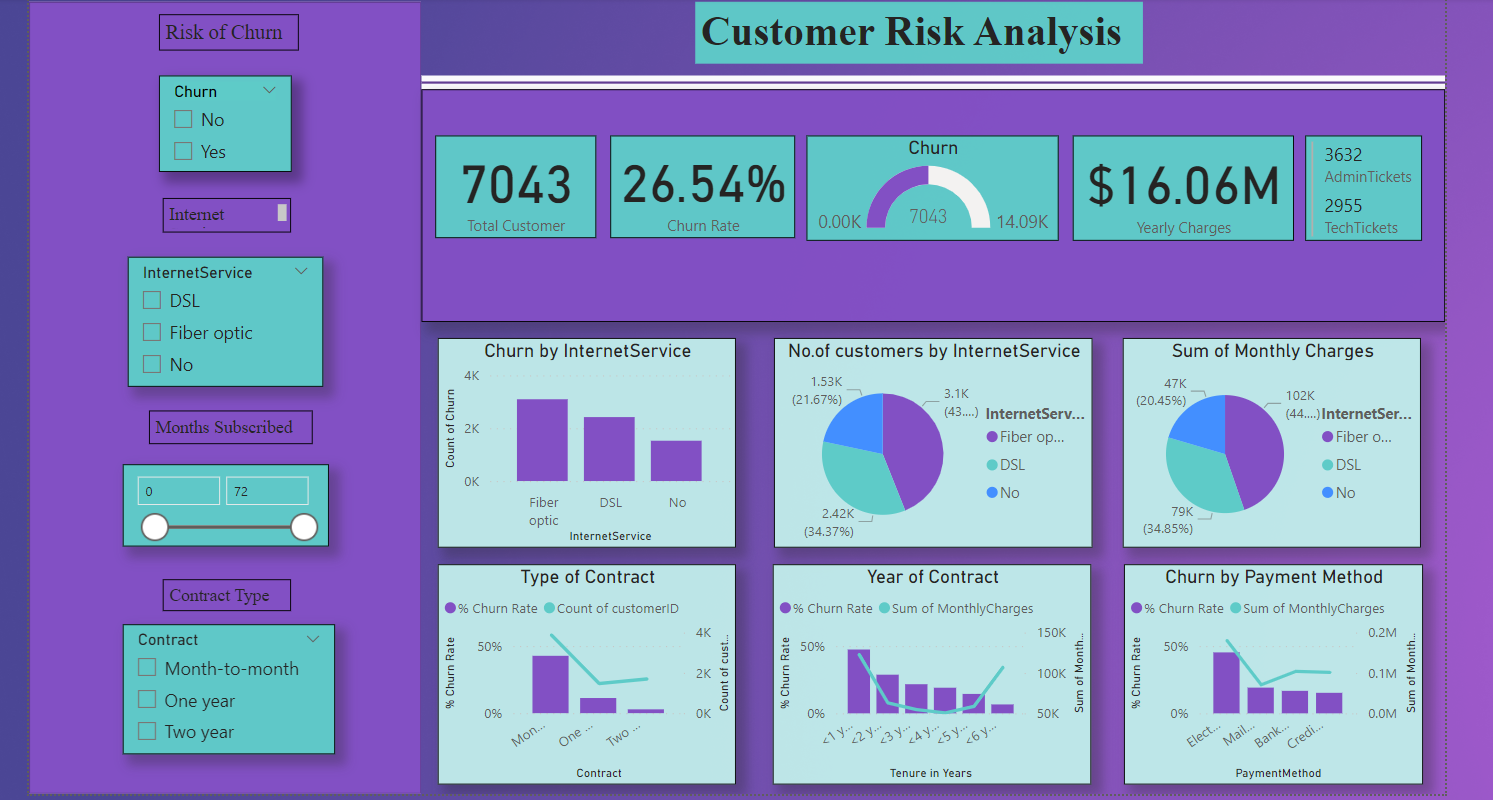 Risk of Churn
Churn
No
Yes
Internet
InternetService
DSL
Fiber optic
No
Months Subscribed
0 72
Contract Type
Contract
Month-to-month
One year
Two year
Customer Risk Analysis
7043
Total Customer
26.54%
Churn Rate
Churn
7043
0.00K 14.09K
$16.06M
Yearly Charges
3632
AdminTickets
2955
TechTickets
Churn by InternetService
Count of Churn
4K
2K
0K
Fiber optic DSL No
InternetService
No.of customers by InternetService
1.53K
(21.67%)
3.1K
(43....)
2.42K
(34.37%)
InternetServ...
Fiber op...
DSL
No
Sum of Monthly Charges
47K
(20.45%)
102K
(44....)
79K
(34.85%)
InternetSer...
Fiber o...
DSL
No
Type of Contract
% Churn Rate Count of customerID
% Churn Rate
50%
0%
4K
2K
0K
Count of cust...
Mon... One ... Two ...
Contract
Year of Contract
% Churn Rate Sum of MonthlyCharges
% Churn Rate
50%
0%
150K
100K
50K
Sum of Month...
<1 y... <2 y... <3 y... <4 y... <5 y... <6 y...
Tenure in Years
Churn by Payment Method
% Churn Rate Sum of MonthlyCharges
% Churn Rate
50%
0%
0.2M
0.1M
0.0M
Sum of Month...
Elect... Mail... Bank... Credi...
PaymentMethod